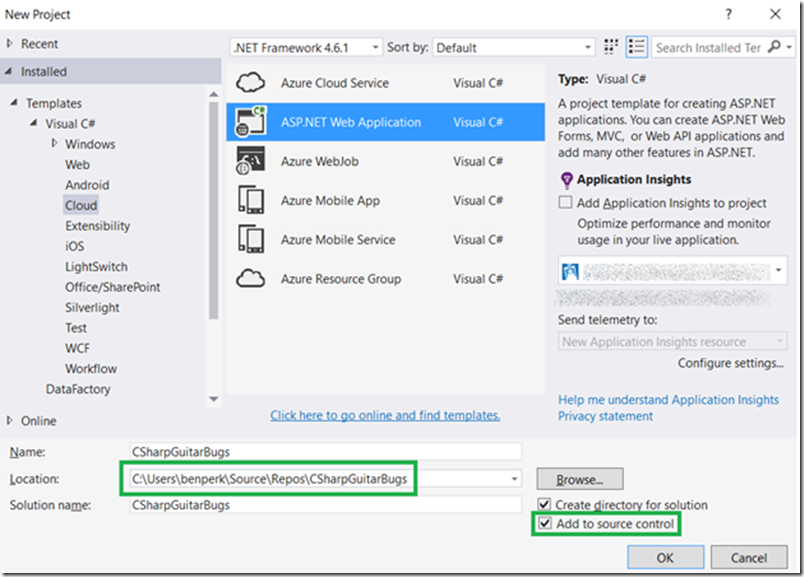 New Project
?
Recent
.NET Framework 4.6.1
Sort by: Default
Search Installed Ter
Installed
Templates
Visual C#
Windows
Web
Android
Cloud
Extensibility
iOS
LightSwitch
Office/SharePoint
Silverlight
Test
WCF
Workflow
DataFactory
Online
Azure Cloud Service Visual C#
ASP.NET Web Application Visual C#
Azure WebJob Visual C#
Azure Mobile App Visual C#
Azure Mobile Service Visual C#
Azure Resource Group Visual C#
Click here to go online and find templates.
Type: Visual C#
A project template for creating ASP.NET
applications. You can create ASP.NET Web
Forms, MVC, or Web API applications and
add many other features in ASP.NET.
Application Insights
Add Application Insights to project
Optimize performance and monitor
usage in your live application.
Send telemetry to:
New Application Insights resource
Configure settings...
Help me understand Application Insights
Privacy statement
Name: CSharpGuitarBugs
Location: C:\Users\benperk\Source\Repos\CSharpGuitarBugs
Browse...
Solution name: CSharpGuitarBugs
Create directory for solution
Add to source control
OK
Cancel